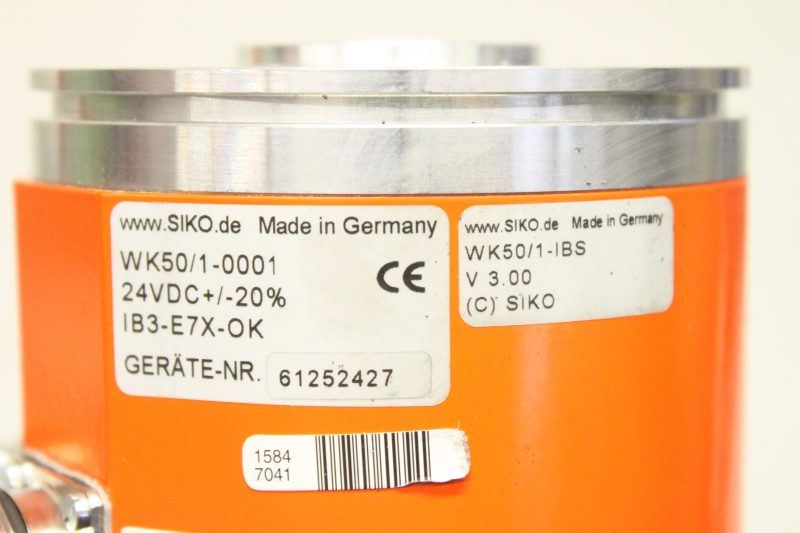 www.SIKO.de Made in Germany
WK50/1-0001
CE
24VDC+/-20%
IB3-E7X-OK
GERÄTE-NR. 61252427
www.SIKO.de Made in Germany
WK50/1-IBS
V 3.00
(C) SIKO
1584
7041